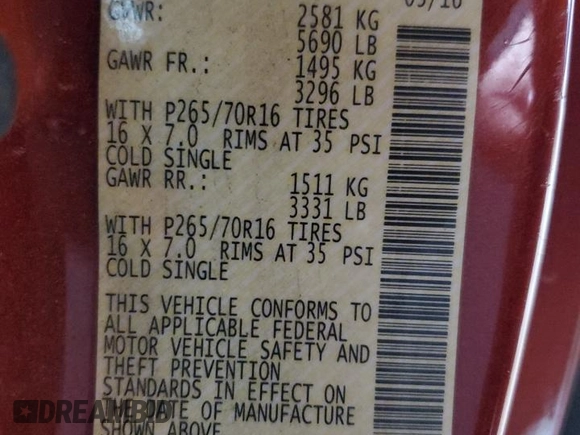 GVWR: 2581 KG
5690 LB
GAWR FR.: 1495 KG
3296 LB
WITH P265/70R16 TIRES
16 X 7.0 RIMS AT 35 PSI
COLD SINGLE
GAWR RR.: 1511 KG
3331 LB
WITH P265/70R16 TIRES
16 X 7.0 RIMS AT 35 PSI
COLD SINGLE
THIS VEHICLE CONFORMS TO
ALL APPLICABLE FEDERAL
MOTOR VEHICLE SAFETY AND
THEFT PREVENTION
STANDARDS IN EFFECT ON
THE DATE OF MANUFACTURE
SHOWN ABOVE
DREAMBID